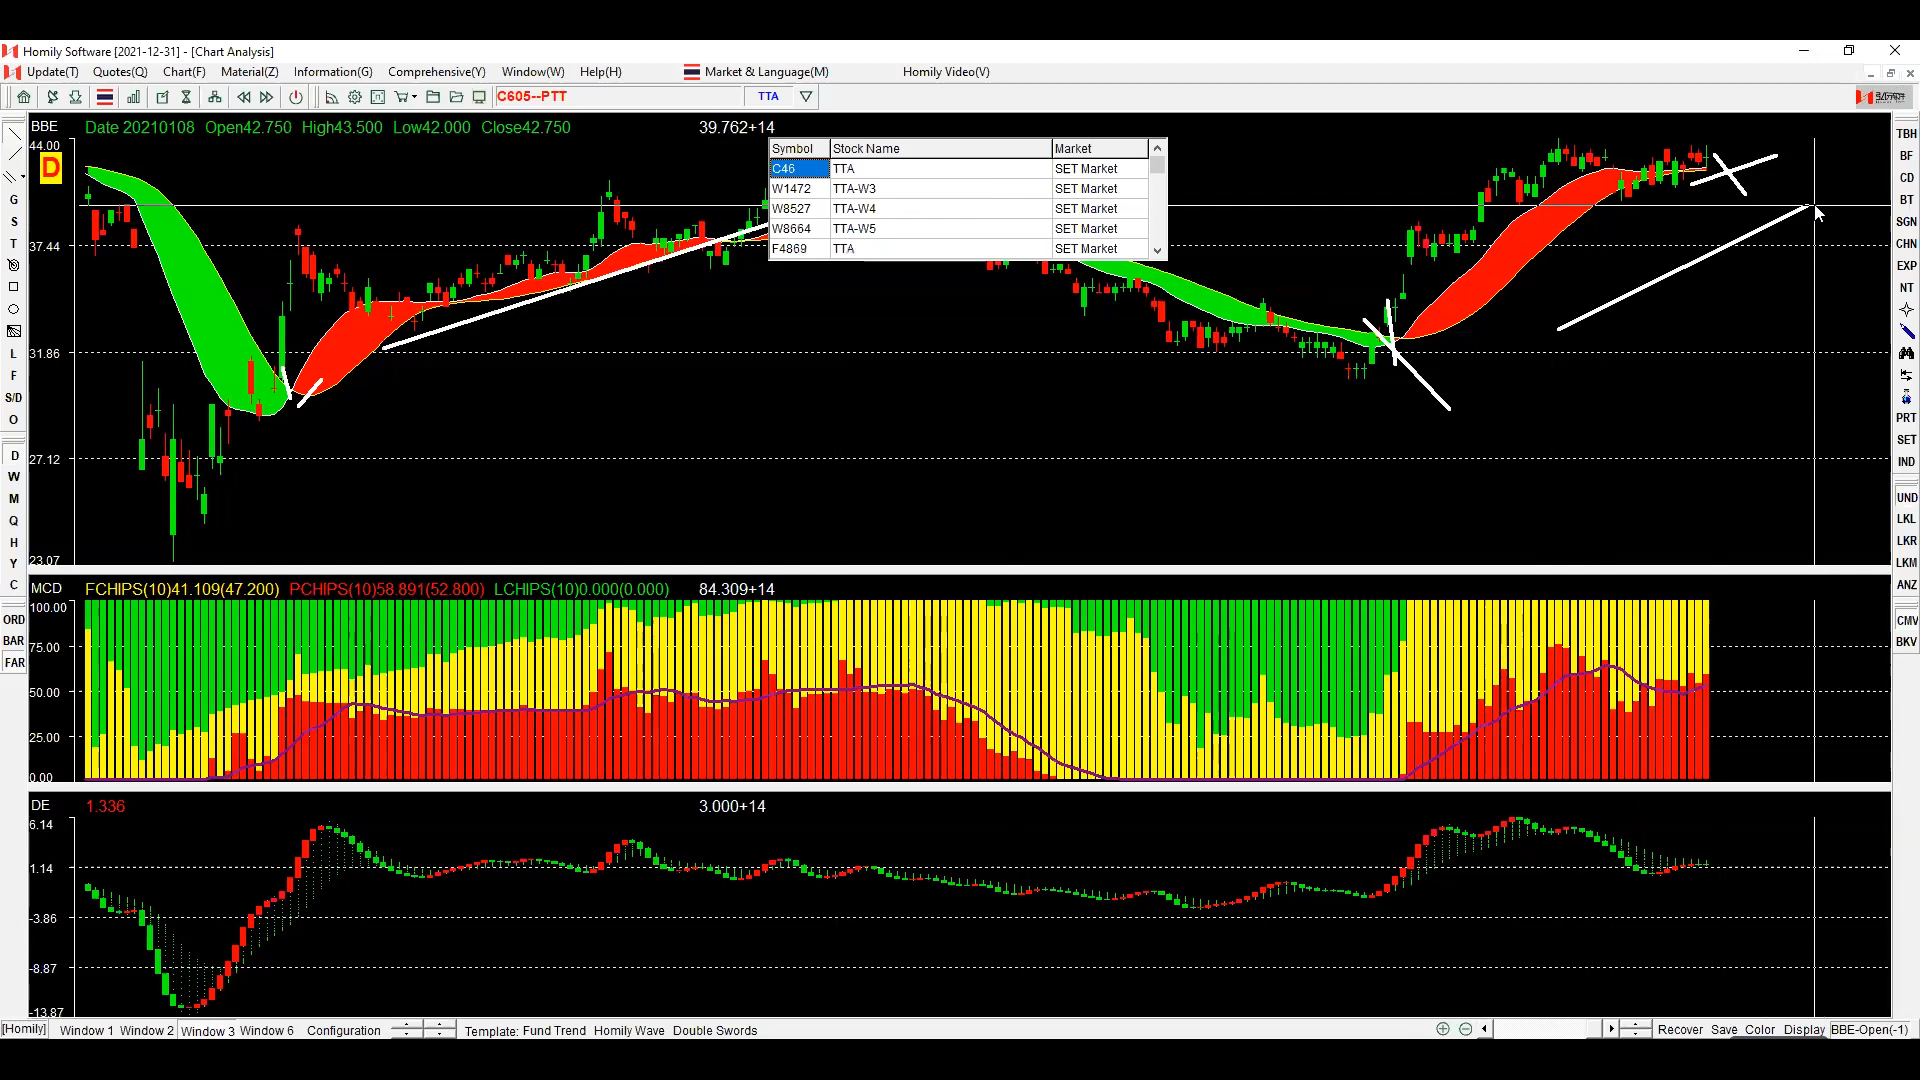 Homily Software [2021-12-31] - [Chart Analysis]
Update(T) Quotes(Q) Chart(F) Material(Z) Information(G) Comprehensive(Y) Window(W) Help(H) Market & Language(M) Homily Video(V)
C605--PTT TTA
BBE Date 20210108 Open42.750 High43.500 Low42.000 Close42.750 39.762+14
44.00
D
37.44
31.86
27.12
23.07
Symbol Stock Name Market
C46 TTA SET Market
W1472 TTA-W3 SET Market
W8527 TTA-W4 SET Market
W8664 TTA-W5 SET Market
F4869 TTA SET Market
G
S
T
L
F
S/D
O
D
W
M
Q
H
Y
C
ORD
BAR
FAR
MCD FCHIPS(10)41.109(47.200) PCHIPS(10)58.891(52.800) LCHIPS(10)0.000(0.000) 84.309+14
100.00
75.00
50.00
25.00
0.00
DE 1.336 3.000+14
6.14
1.14
-3.86
-8.87
-13.87
TBH
BF
CD
BT
SGN
CHN
EXP
NT
PRT
SET
IND
UND
LKL
LKR
LKM
ANZ
CMV
BKV
[Homily] Window 1 Window 2 Window 3 Window 6 Configuration Template: Fund Trend Homily Wave Double Swords Recover Save Color Display BBE-Open(-1)